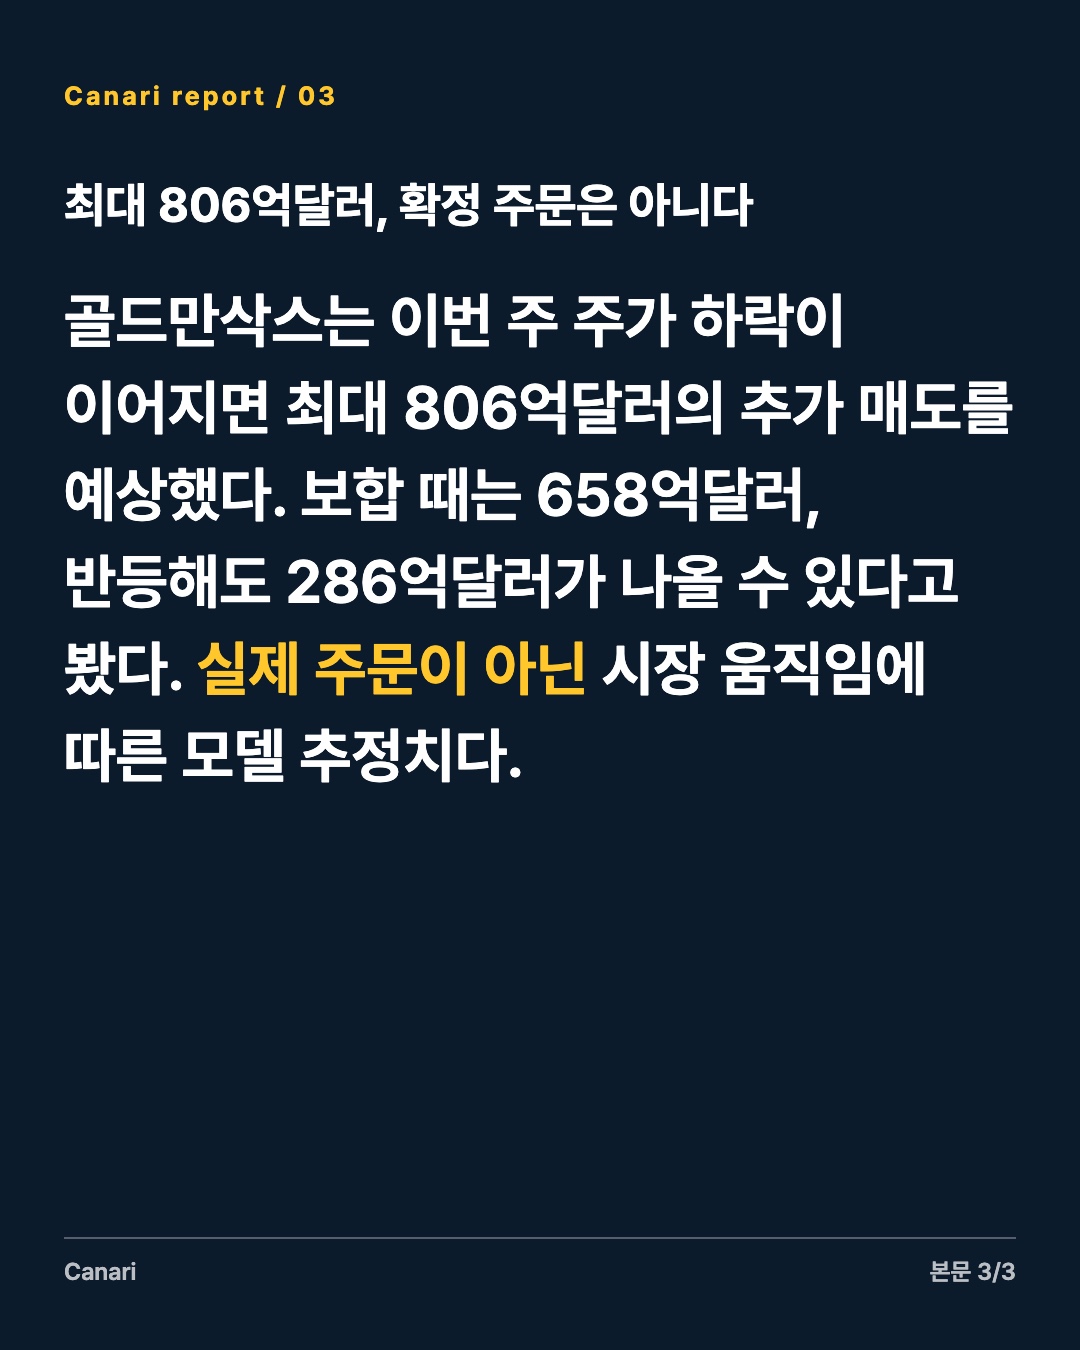 Canari report / 03
최대 806억달러, 확정 주문은 아니다
골드만삭스는 이번 주 주가 하락이
이어지면 최대 806억달러의 추가 매도를
예상했다. 보합 때는 658억달러,
반등해도 286억달러가 나올 수 있다고
봤다. 실제 주문이 아닌 시장 움직임에
따른 모델 추정치다.
Canari
본문 3/3